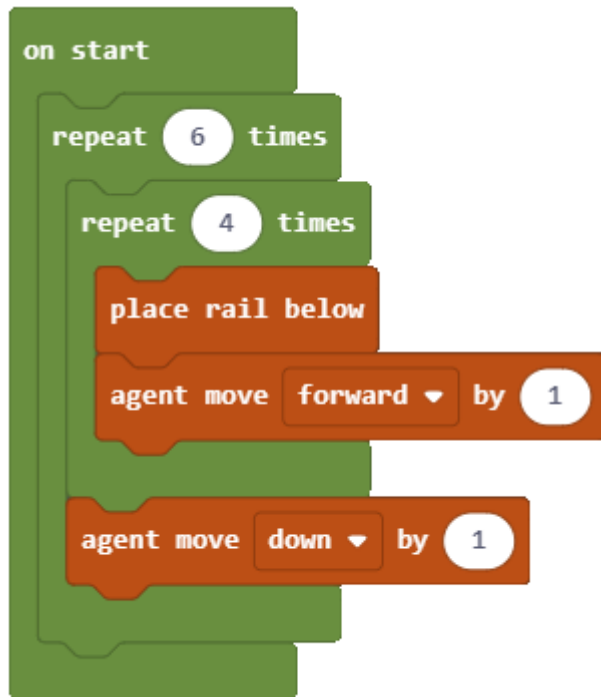 on start
repeat 6 times
repeat 4 times
place rail below
agent move forward by 1
agent move down by 1